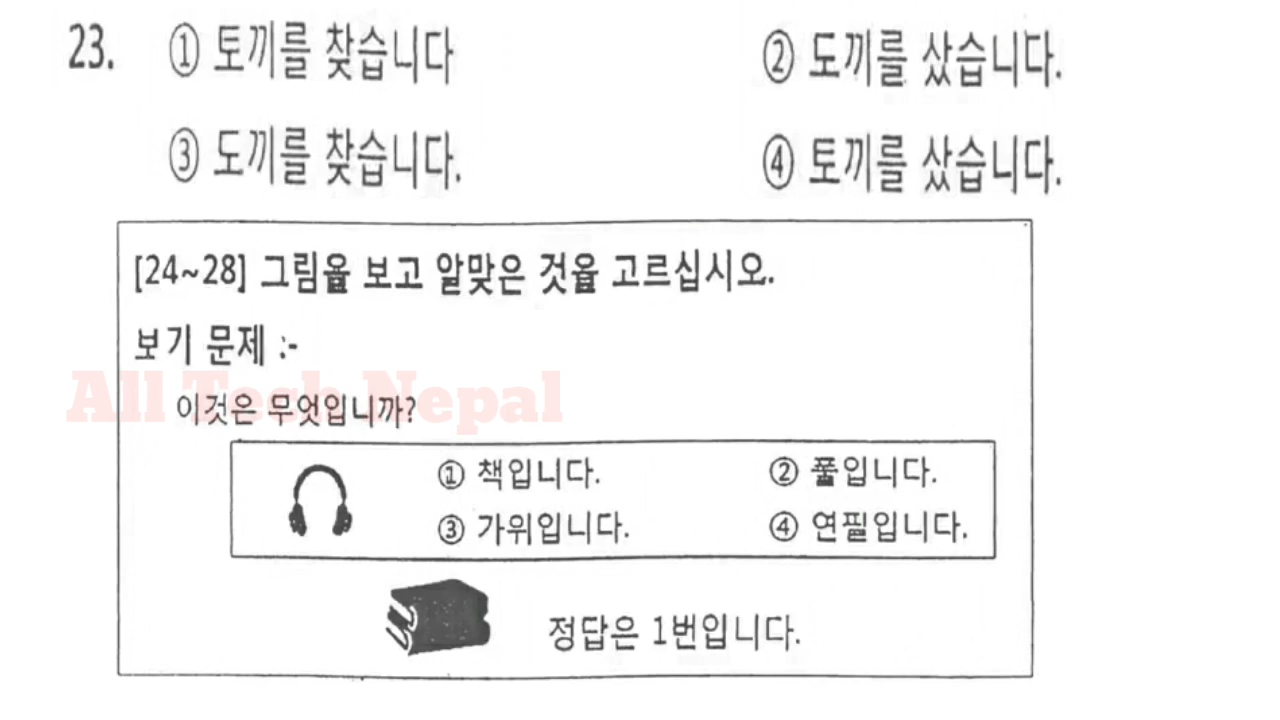 23. ① 토끼를 찾습니다 ② 도끼를 샀습니다.
③ 도끼를 찾습니다. ④ 토끼를 샀습니다.
[24~28] 그림을 보고 알맞은 것을 고르십시오.
보기 문제 :-
All Tech Nepal
이것은 무엇입니까?
① 책입니다. ② 풀입니다.
③ 가위입니다. ④ 연필입니다.
정답은 1번입니다.